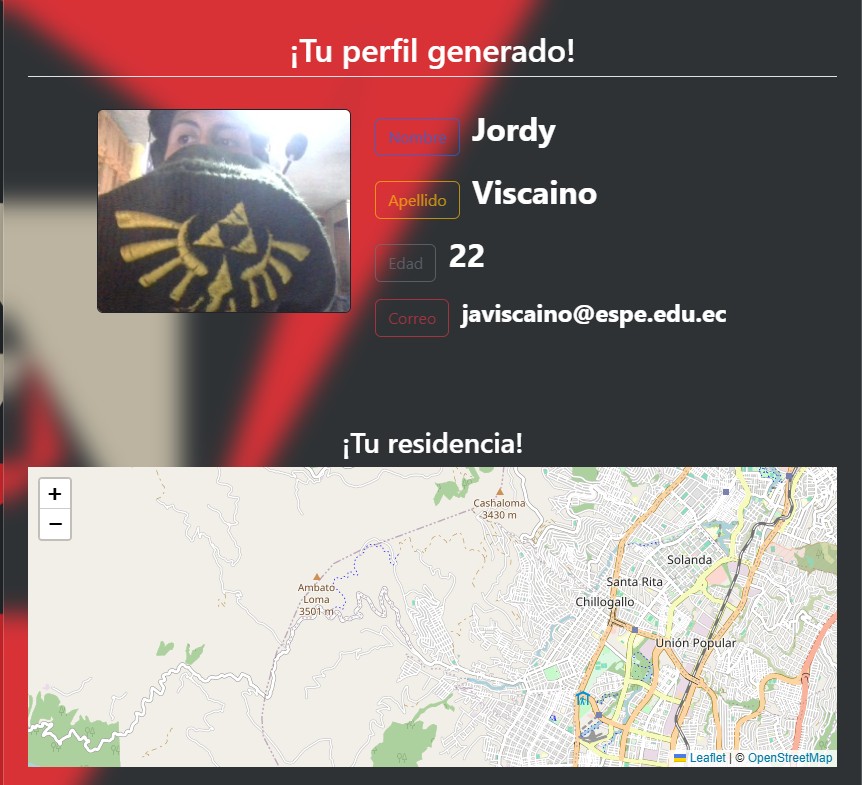 ¡Tu perfil generado!
Nombre Jordy
Apellido Viscaino
Edad 22
Correo javiscaino@espe.edu.ec
¡Tu residencia!
+
−
Cashaloma
3430 m
Solanda
Ambato
Loma
3501 m
Santa Rita
Chillogallo
Unión Popular
Leaflet | © OpenStreetMap